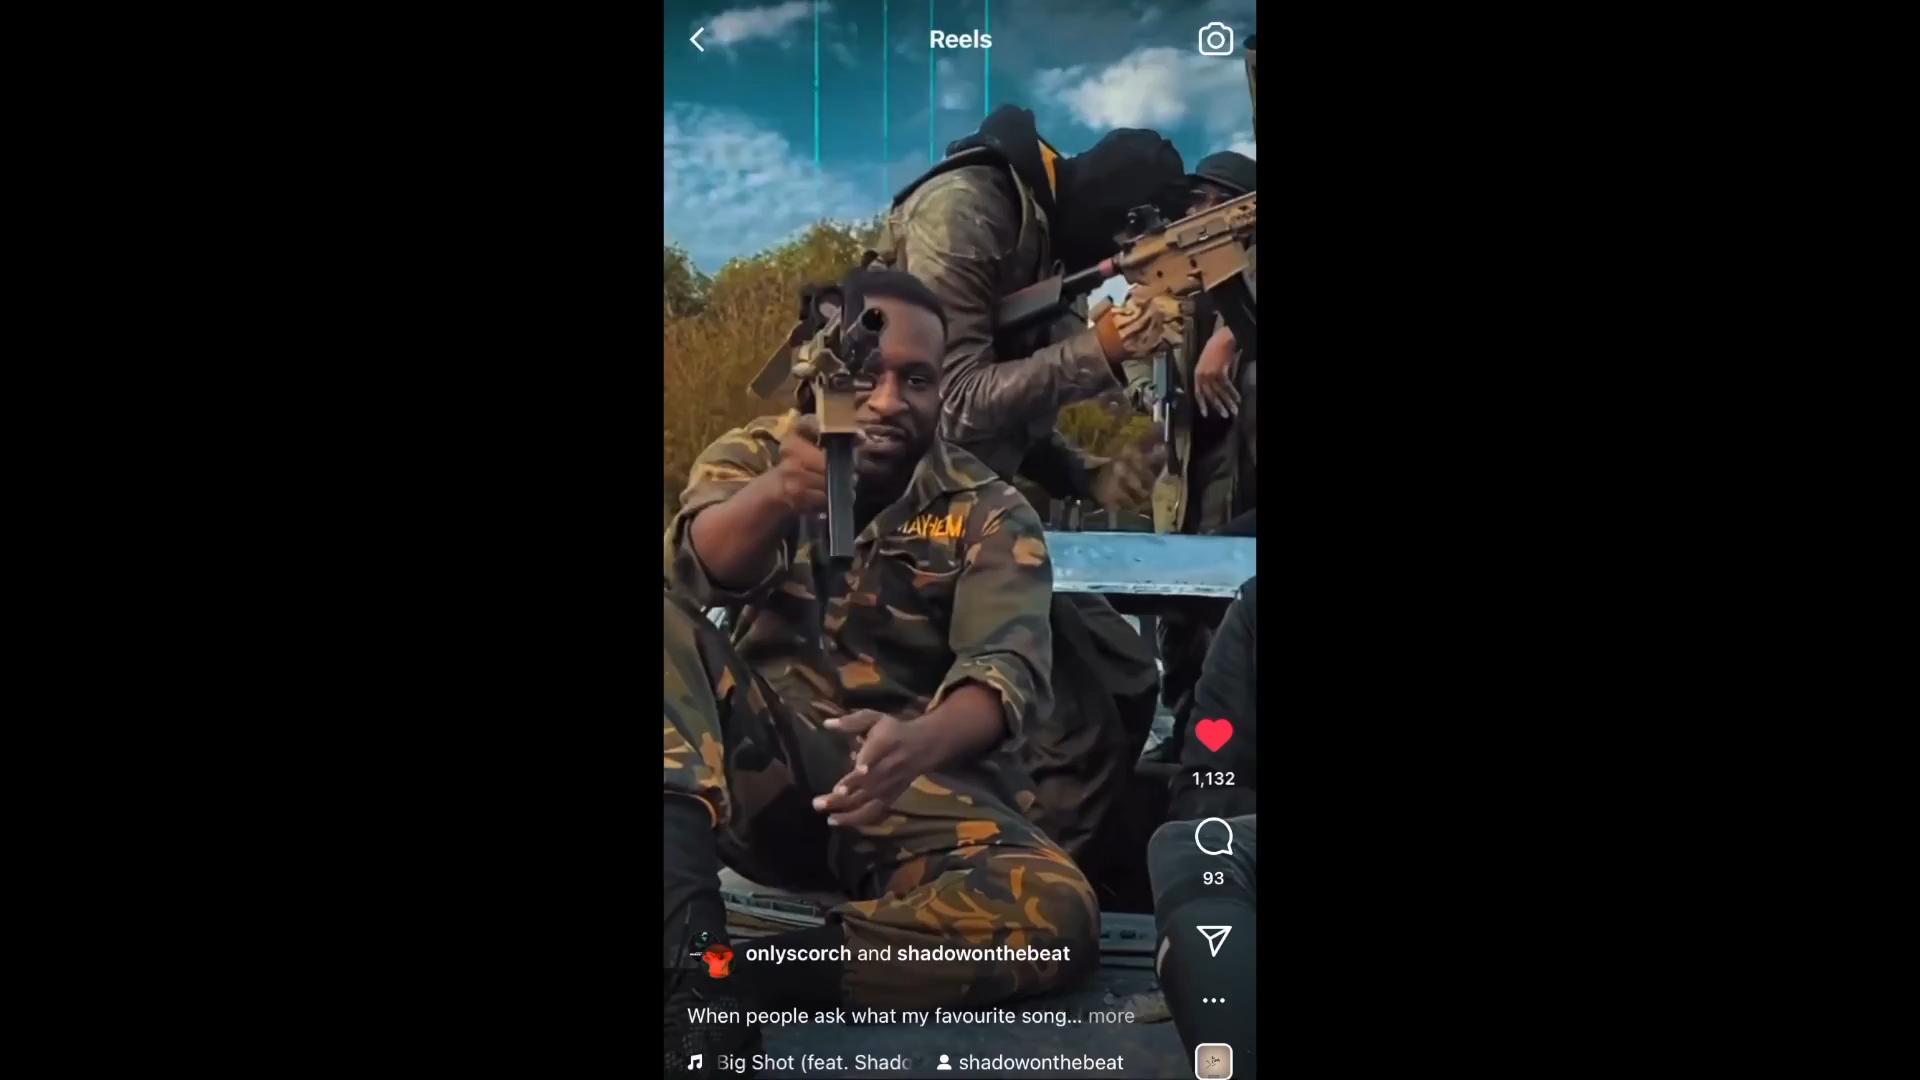 Reels
MAYHEM
1,132
93
onlyscorch and shadowonthebeat
When people ask what my favourite song... more
Big Shot (feat. Shado
shadowonthebeat